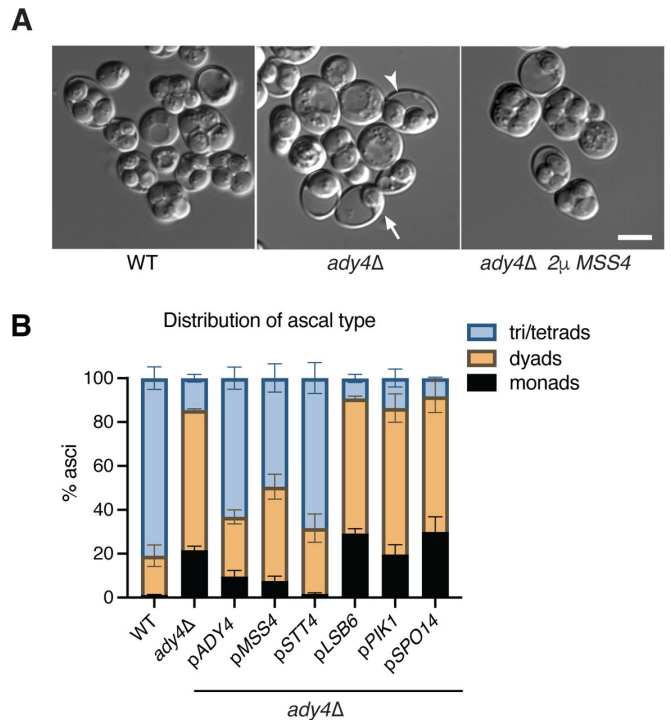 A
WT
ady4Δ
ady4Δ 2μ MSS4
B
Distribution of ascal type
tri/tetrads
dyads
monads
% asci
100
80
60
40
20
0
WT
ady4Δ
pADY4
pMSS4
pSTT4
pLSB6
pPIK1
pSPO14
ady4Δ